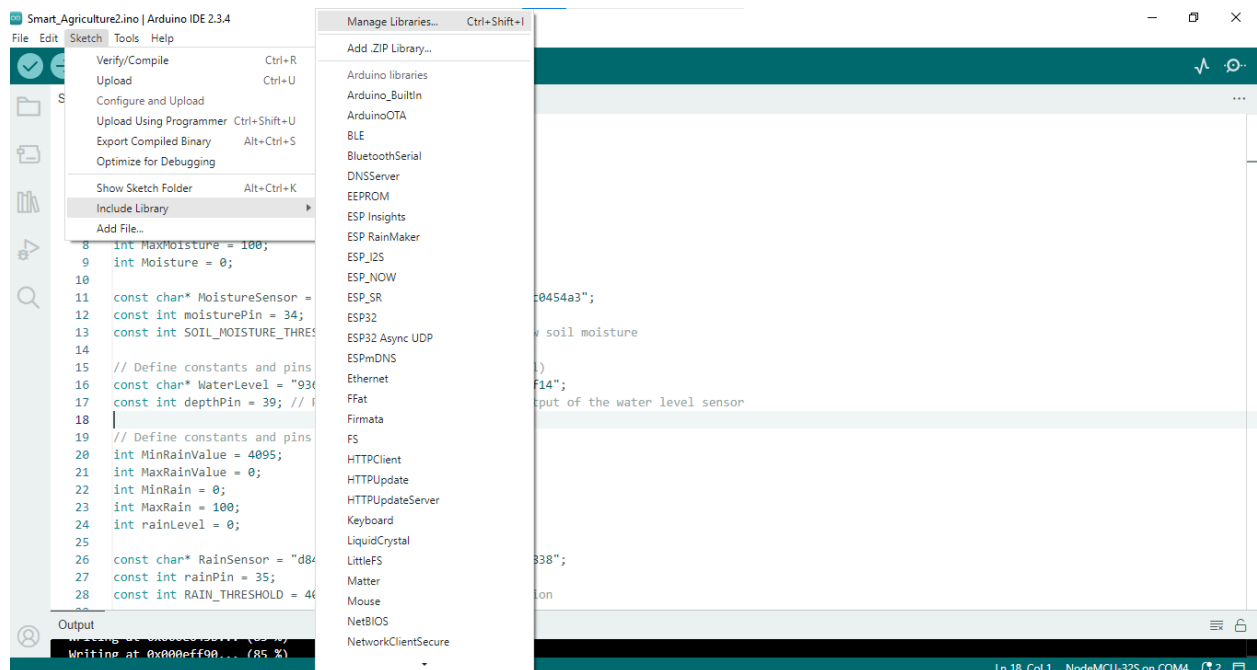 Smart_Agriculture2.ino | Arduino IDE 2.3.4
File Edit Sketch Tools Help
Verify/Compile Ctrl+R
Upload Ctrl+U
Configure and Upload
Upload Using Programmer Ctrl+Shift+U
Export Compiled Binary Alt+Ctrl+S
Optimize for Debugging
Show Sketch Folder Alt+Ctrl+K
Include Library
Add File...
Manage Libraries... Ctrl+Shift+I
Add .ZIP Library...
Arduino libraries
Arduino_BuiltIn
ArduinoOTA
BLE
BluetoothSerial
DNSServer
EEPROM
ESP Insights
ESP RainMaker
ESP_I2S
ESP_NOW
ESP_SR
ESP32
ESP32 Async UDP
ESPmDNS
Ethernet
FFat
Firmata
FS
HTTPClient
HTTPUpdate
HTTPUpdateServer
Keyboard
LiquidCrystal
LittleFS
Matter
Mouse
NetBIOS
NetworkClientSecure
8 int MaxMoisture = 100;
9 int Moisture = 0;
10
11 const char* MoistureSensor = c0454a3";
12 const int moisturePin = 34;
13 const int SOIL_MOISTURE_THRES soil moisture
14
15 // Define constants and pins )
16 const char* WaterLevel = "936 f14";
17 const int depthPin = 39; // tput of the water level sensor
18
19 // Define constants and pins
20 int MinRainValue = 4095;
21 int MaxRainValue = 0;
22 int MinRain = 0;
23 int MaxRain = 100;
24 int rainLevel = 0;
25
26 const char* RainSensor = "d84 838";
27 const int rainPin = 35;
28 const int RAIN_THRESHOLD = 40 ion
Output
Writing at 0x000eff90... (85 %)
Ln 18, Col 1 NodeMCU-32S on COM4 2